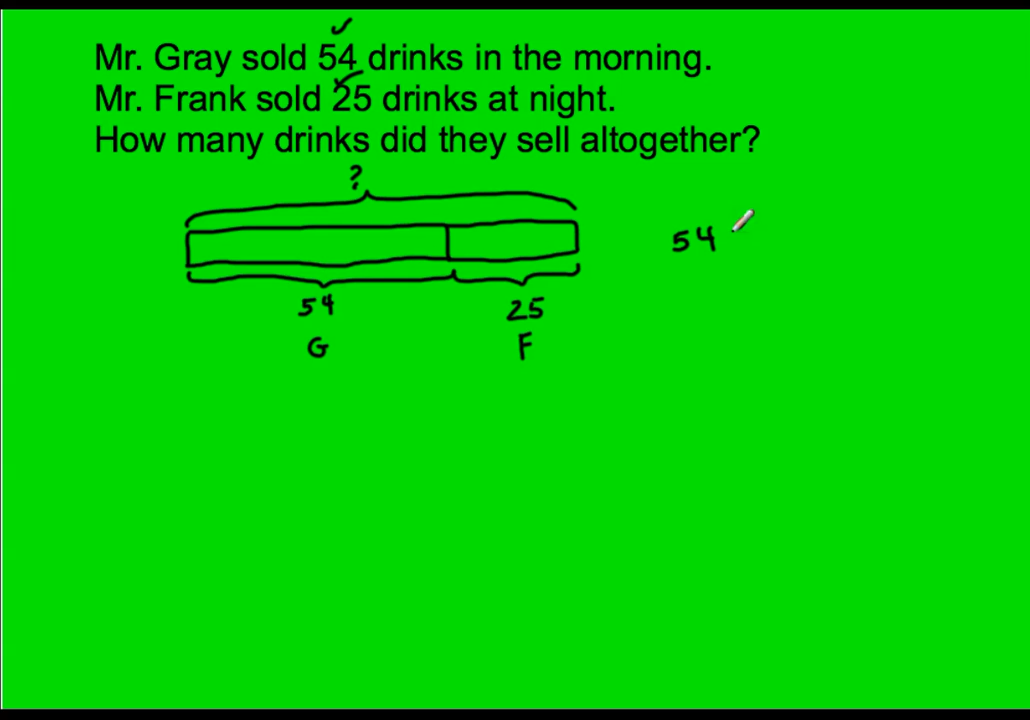 Mr. Gray sold 54 drinks in the morning.
Mr. Frank sold 25 drinks at night.
How many drinks did they sell altogether?
?
54
54 25
G F